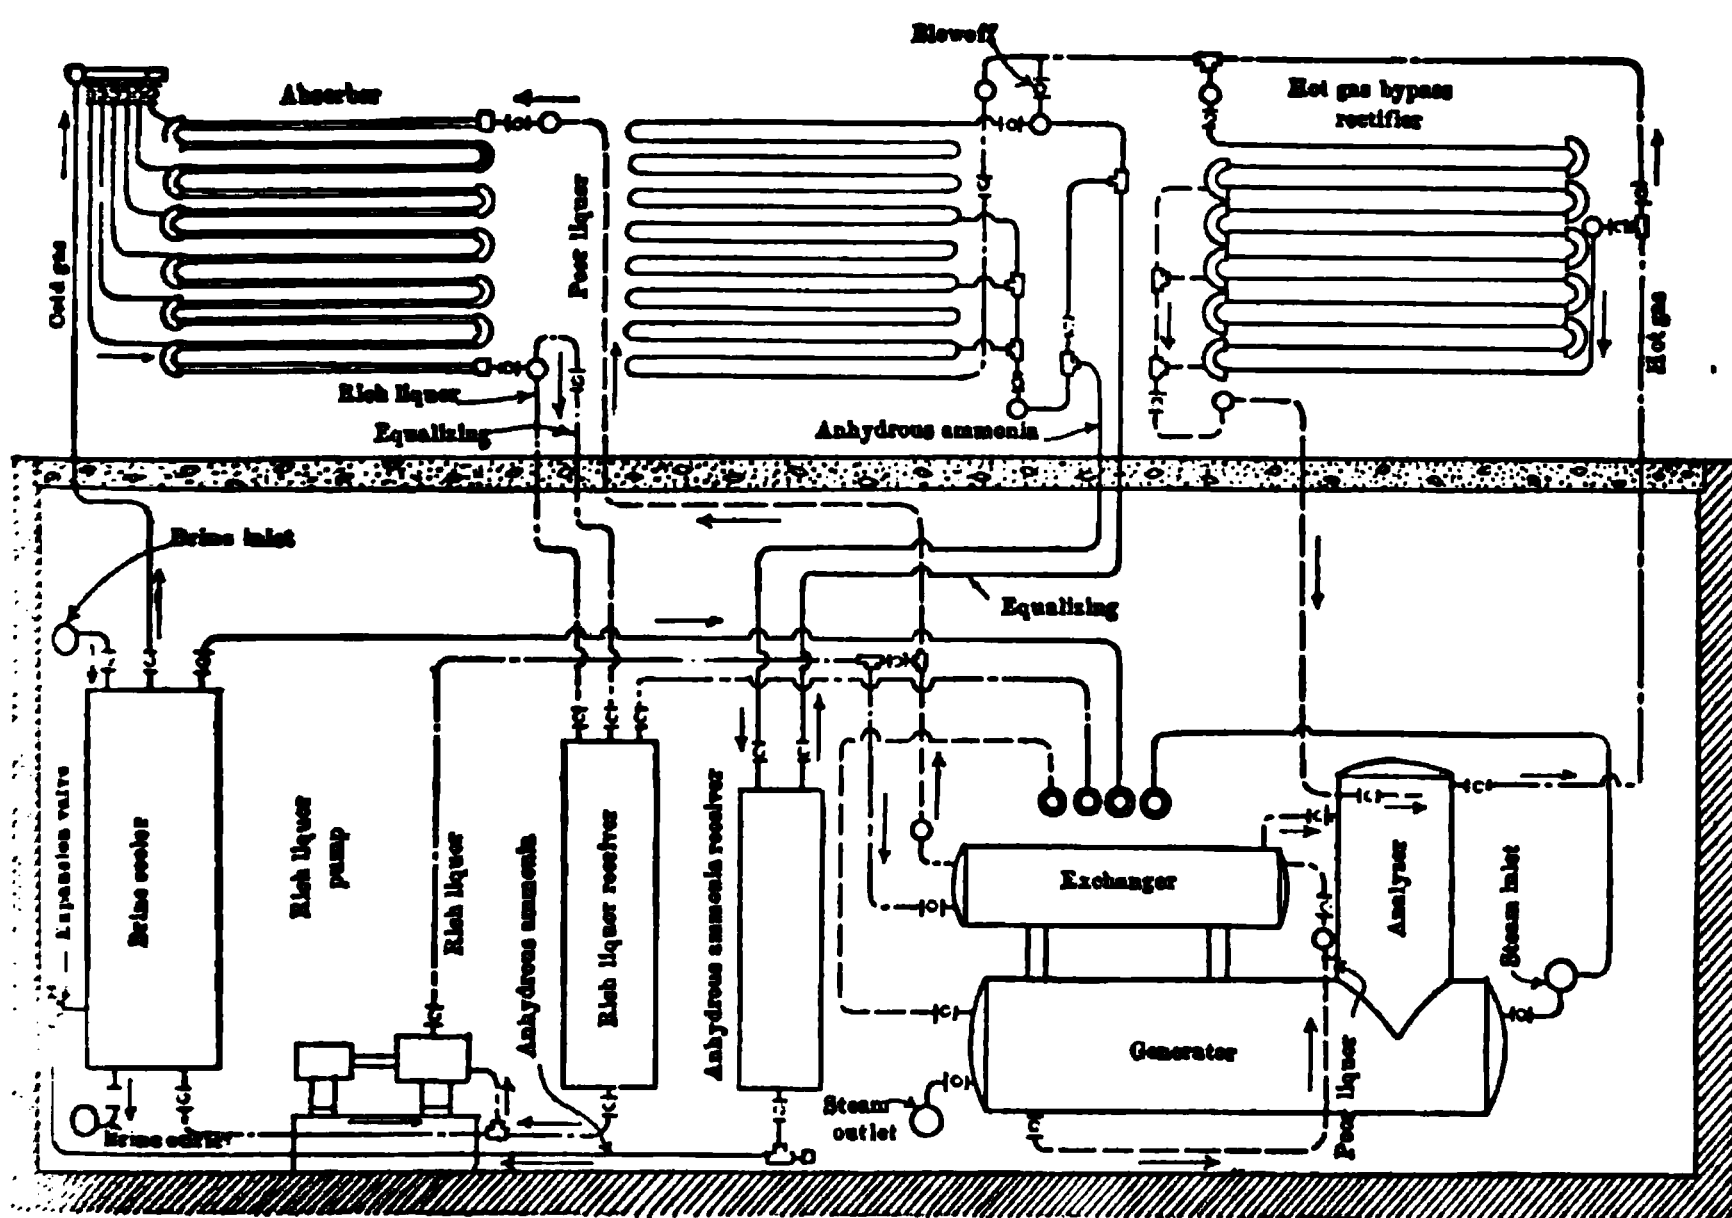 Blowoff
Absorber
Hot gas bypass
rectifier
Cold gas
Poor liquor
Hot gas
Rich liquor
Equalizing
Anhydrous ammonia
Brine inlet
Equalizing
Expansion valve
Brine cooler
Rich liquor
pump
Rich liquor
Anhydrous ammonia
Rich liquor receiver
Anhydrous ammonia receiver
Exchanger
Analyzer
Steam inlet
Generator
Poor liquor
Steam
outlet
Brine outlet